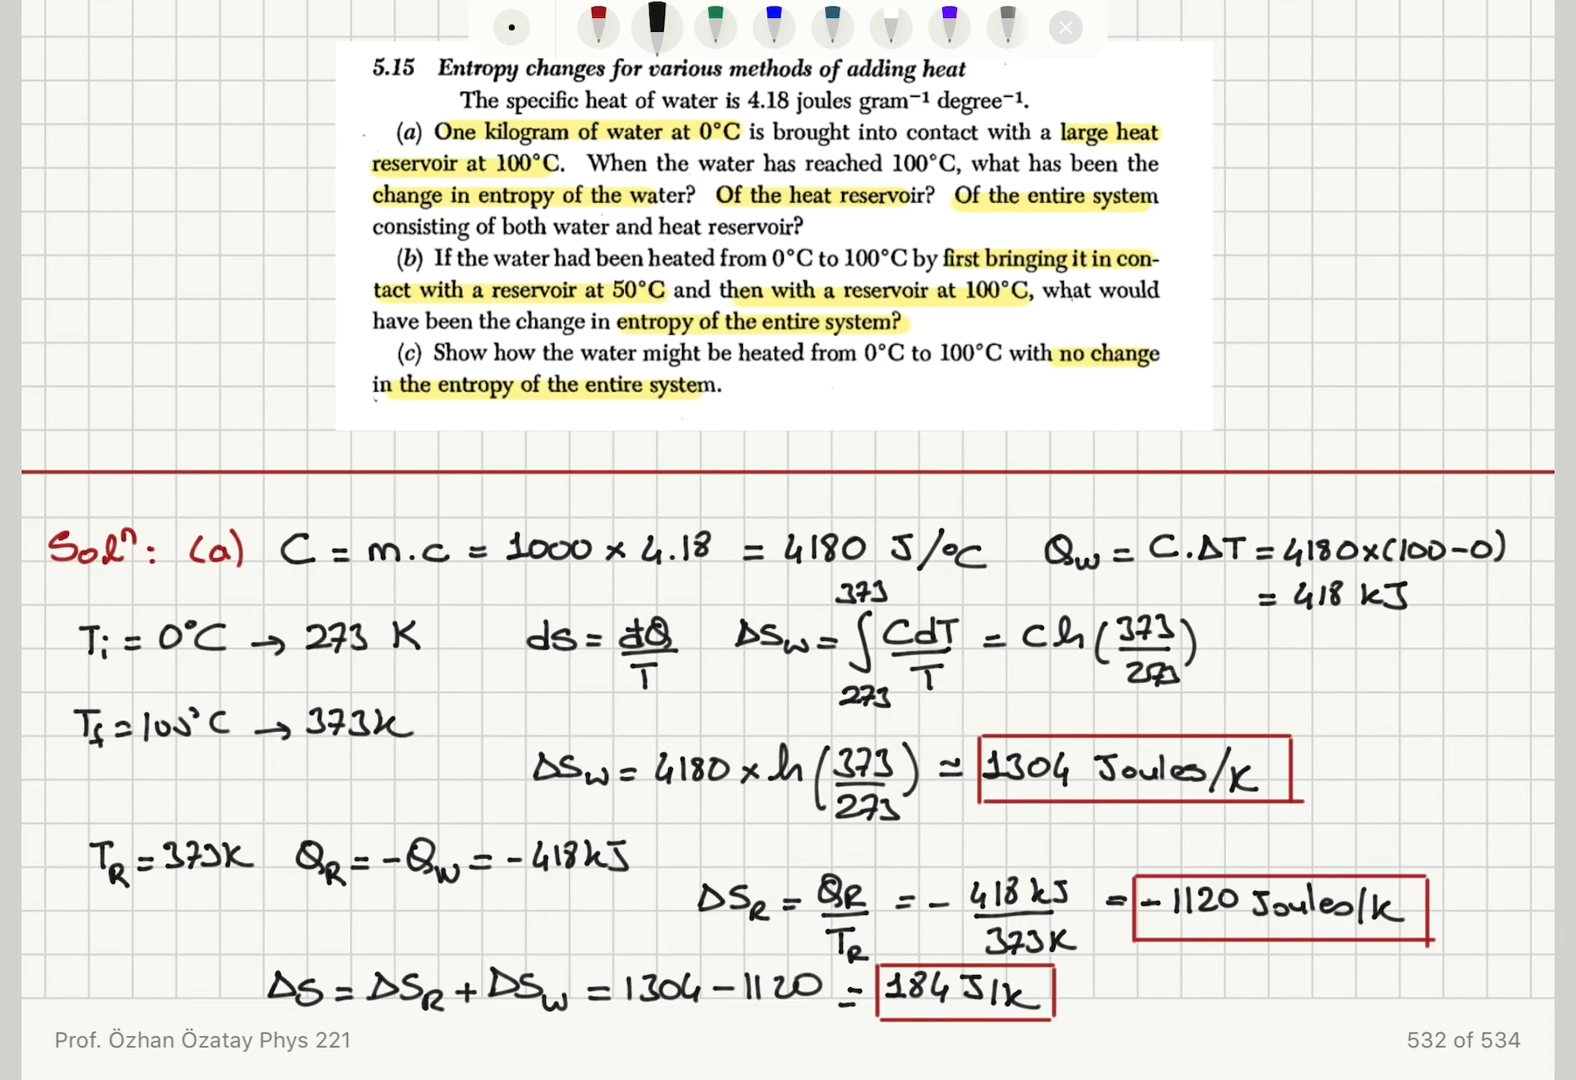 5.15 Entropy changes for various methods of adding heat
The specific heat of water is 4.18 joules gram⁻¹ degree⁻¹.
(a) One kilogram of water at 0°C is brought into contact with a large heat
reservoir at 100°C. When the water has reached 100°C, what has been the
change in entropy of the water? Of the heat reservoir? Of the entire system
consisting of both water and heat reservoir?
(b) If the water had been heated from 0°C to 100°C by first bringing it in con-
tact with a reservoir at 50°C and then with a reservoir at 100°C, what would
have been the change in entropy of the entire system?
(c) Show how the water might be heated from 0°C to 100°C with no change
in the entropy of the entire system.
Solⁿ: (a) C = m.c = 1000 × 4.18 = 4180 J/°C Q_W = C.ΔT = 4180×(100-0)
= 418 kJ
T_i = 0°C → 273 K dS = đQ/T ΔS_W = ∫_273^373 CdT/T = C ln(373/273)
T_f = 100°C → 373K
ΔS_W = 4180 × ln(373/273) ≃ 1304 Joules/K
T_R = 373K Q_R = -Q_W = -418kJ
ΔS_R = Q_R/T_R = - 418 kJ/373K = -1120 Joules/K
ΔS = ΔS_R + ΔS_W = 1304 - 1120 = 184 J/K
Prof. Özhan Özatay Phys 221
532 of 534